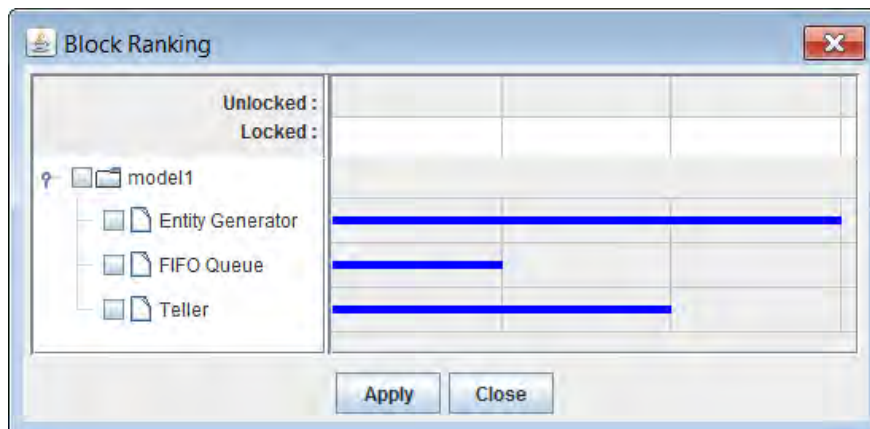 Block Ranking
Unlocked :
Locked :
model1
Entity Generator
FIFO Queue
Teller
Apply Close